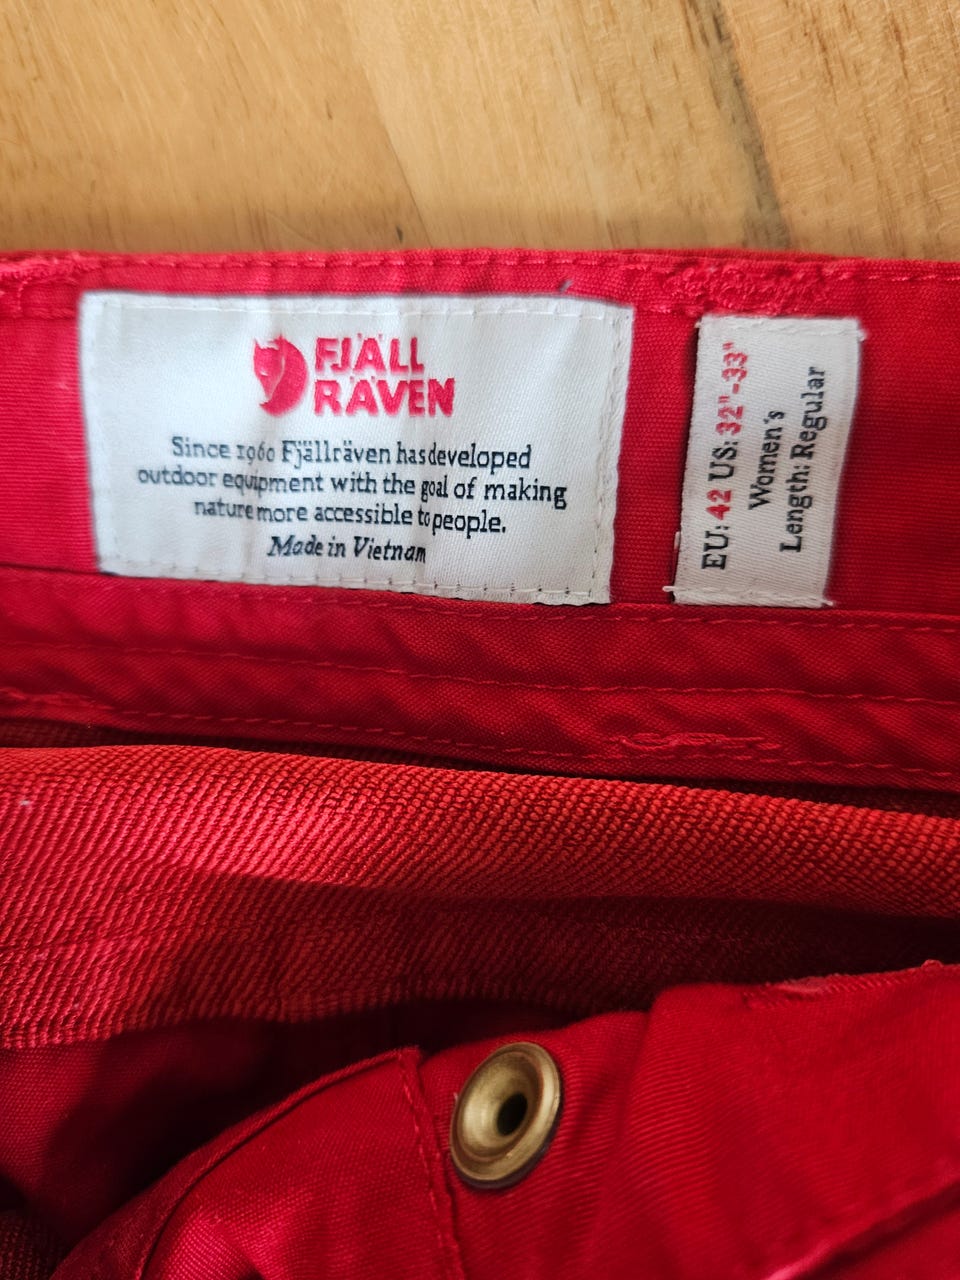 FJÄLL
RÄVEN
Since 1960 Fjällräven has developed
outdoor equipment with the goal of making
nature more accessible to people.
Made in Vietnam
EU: 42 US: 32"-33"
Women's
Length: Regular